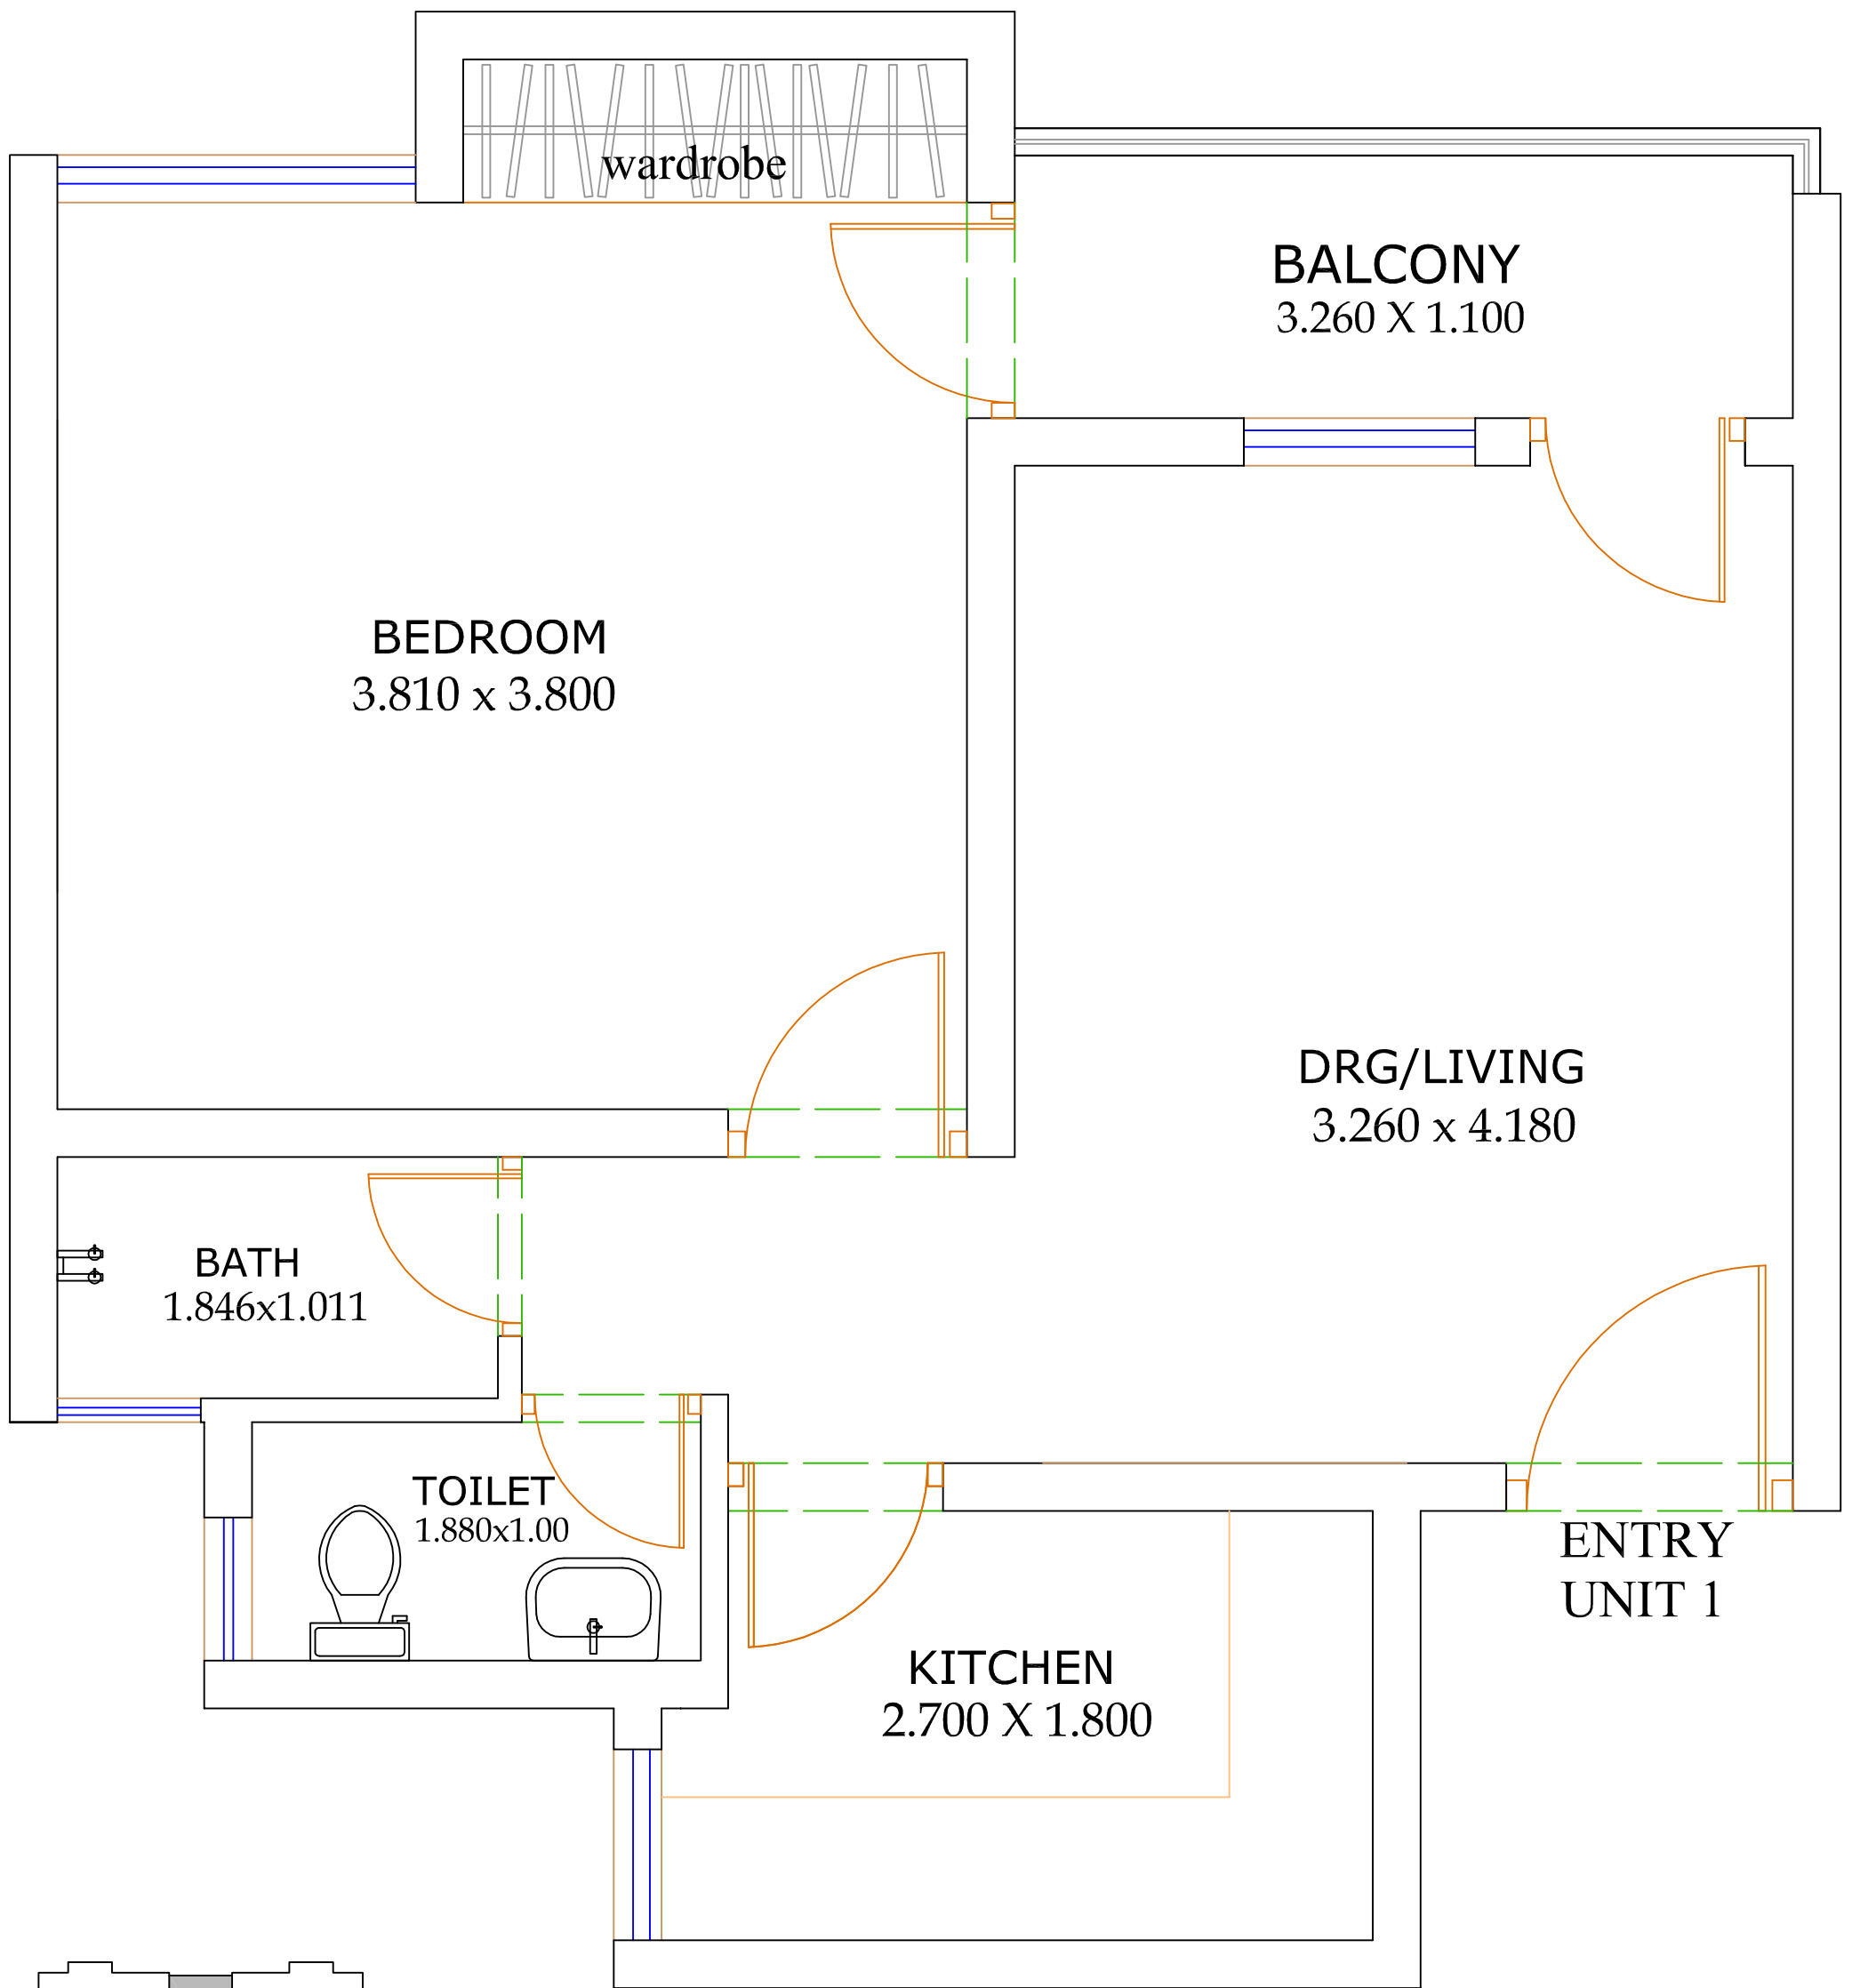 wardrobe
BALCONY
3.260 X 1.100
BEDROOM
3.810 x 3.800
DRG/LIVING
3.260 x 4.180
BATH
1.846x1.011
TOILET
1.880x1.00
ENTRY
UNIT 1
KITCHEN
2.700 X 1.800